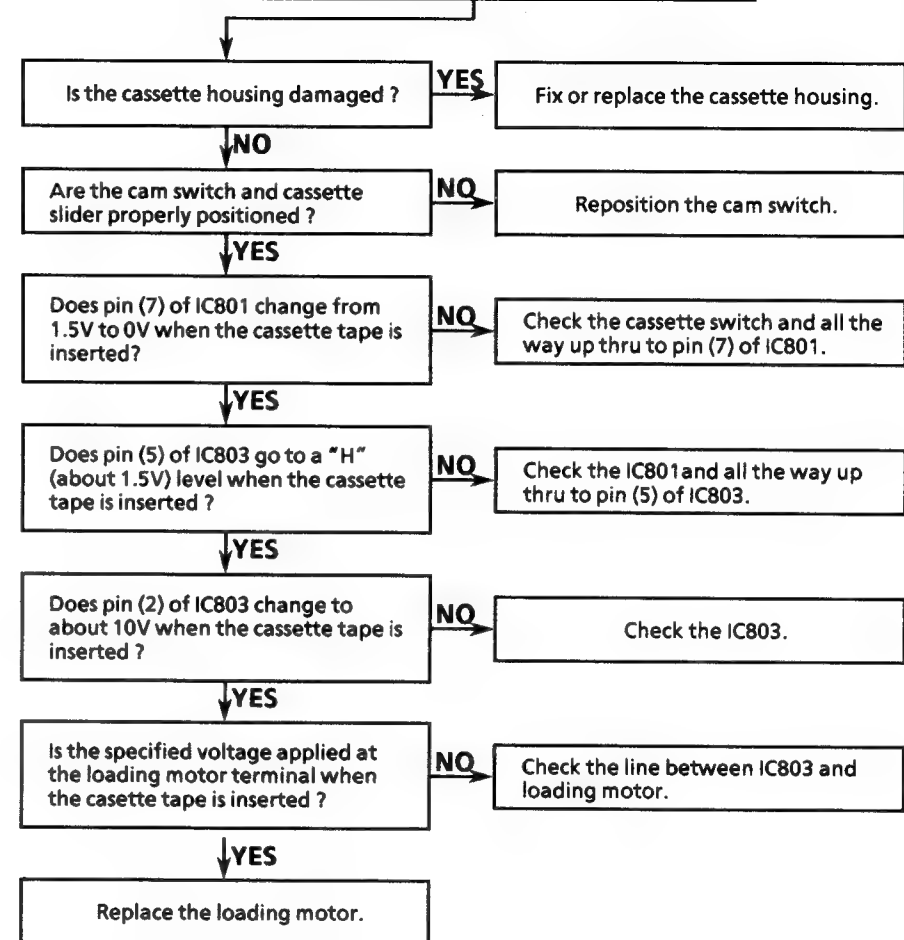 Is the cassette housing damaged ?
YES
Fix or replace the cassette housing.
NO
Are the cam switch and cassette
slider properly positioned ?
NO
Reposition the cam switch.
YES
Does pin (7) of IC801 change from
1.5V to 0V when the cassette tape is
inserted?
NO
Check the cassette switch and all the
way up thru to pin (7) of IC801.
YES
Does pin (5) of IC803 go to a "H"
(about 1.5V) level when the cassette
tape is inserted ?
NO
Check the IC801and all the way up
thru to pin (5) of IC803.
YES
Does pin (2) of IC803 change to
about 10V when the cassette tape is
inserted ?
NO
Check the IC803.
YES
Is the specified voltage applied at
the loading motor terminal when
the casette tape is inserted ?
NO
Check the line between IC803 and
loading motor.
YES
Replace the loading motor.